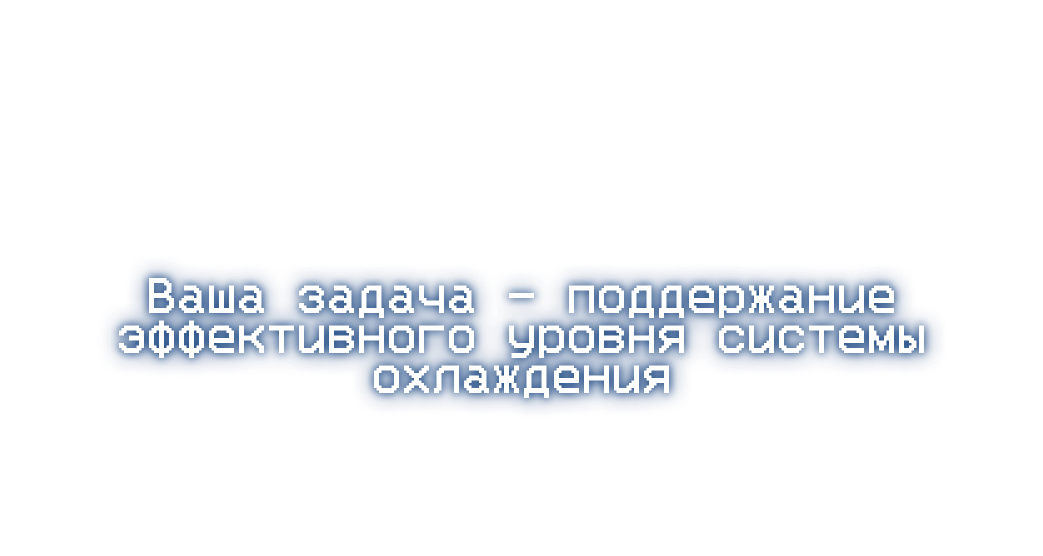 Ваша задача – поддержание
эффективного уровня системы
охлаждения